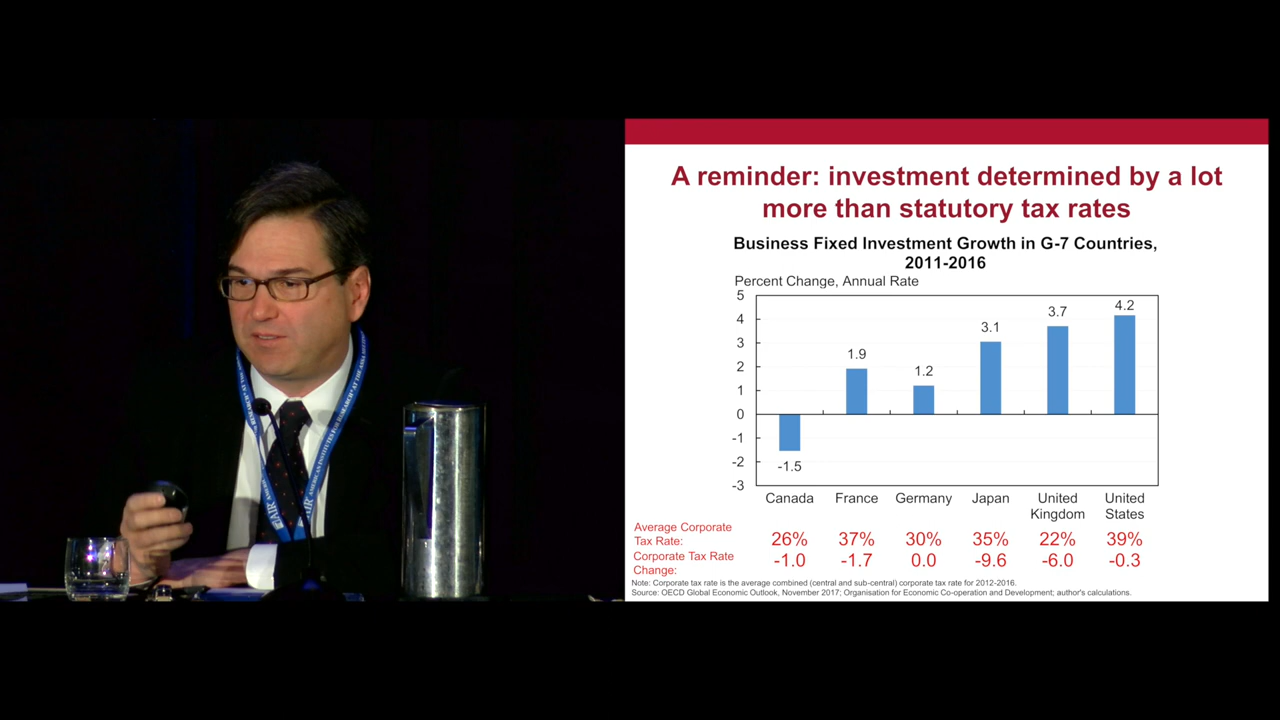 A reminder: investment determined by a lot
more than statutory tax rates
Business Fixed Investment Growth in G-7 Countries,
2011-2016
Percent Change, Annual Rate
5
4
3
2
1
0
-1
-2
-3
-1.5
1.9
1.2
3.1
3.7
4.2
Canada France Germany Japan United Kingdom United States
Average Corporate
Tax Rate: 26% 37% 30% 35% 22% 39%
Corporate Tax Rate
Change: -1.0 -1.7 0.0 -9.6 -6.0 -0.3
Note: Corporate tax rate is the average combined (central and sub-central) corporate tax rate for 2012-2016.
Source: OECD Global Economic Outlook, November 2017; Organisation for Economic Co-operation and Development; author's calculations.
AIR AMERICAN INSTITUTES FOR RESEARCH